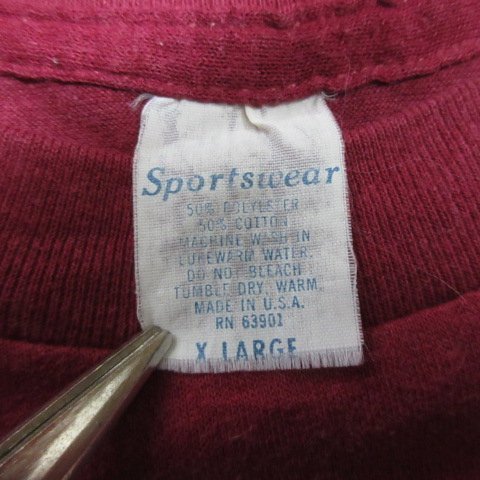 Sportswear
50% POLYESTER
50% COTTON
MACHINE WASH IN
LUKEWARM WATER.
DO NOT BLEACH
TUMBLE DRY, WARM.
MADE IN U.S.A.
RN 63901
X LARGE